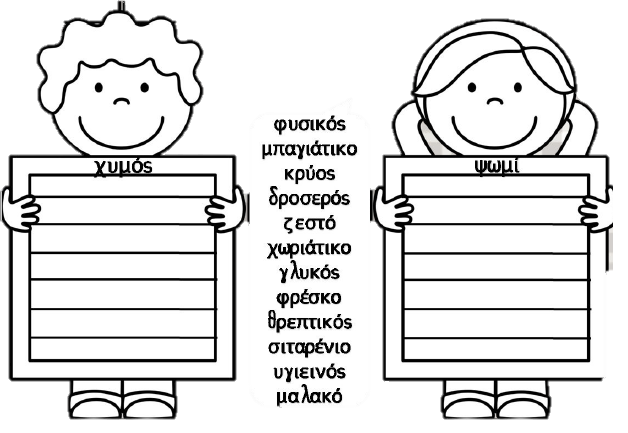 χυμός
φυσικός
μπαγιάτικο
κρύος
δροσερός
ζεστό
χωριάτικο
γλυκός
φρέσκο
θρεπτικός
σιταρένιο
υγιεινός
μαλακό
ψωμί